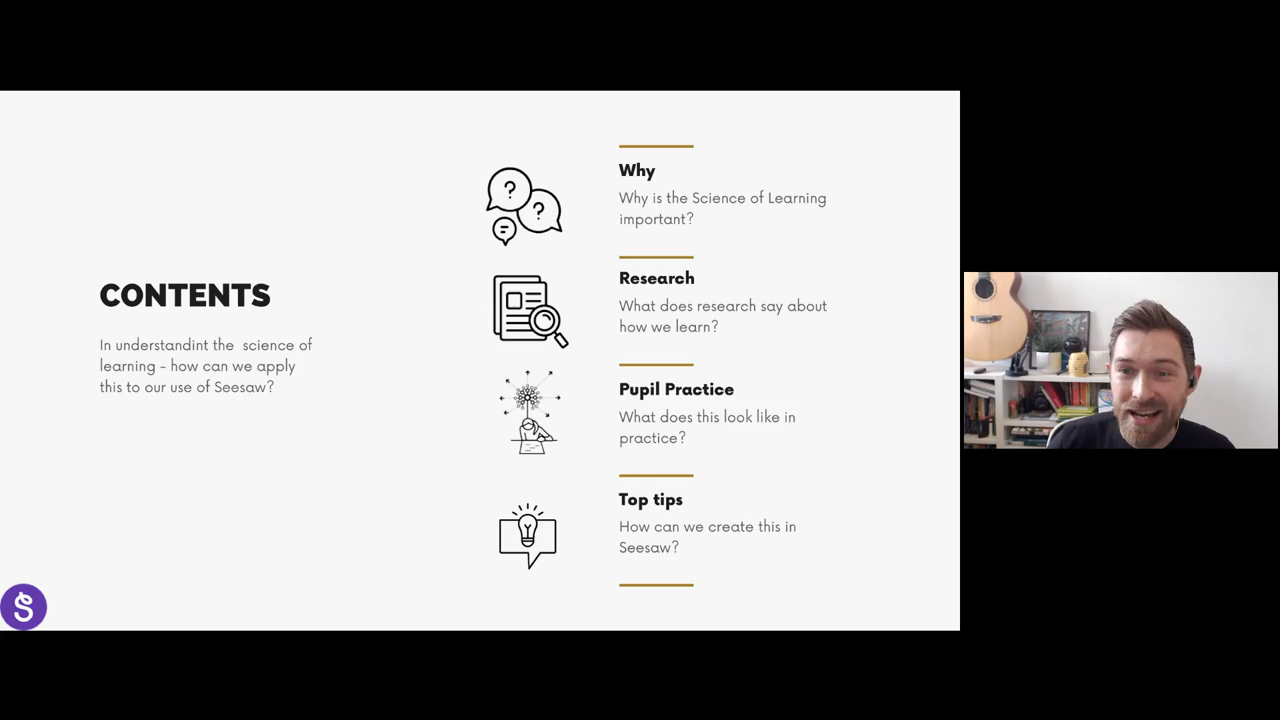 CONTENTS
In understandint the science of
learning - how can we apply
this to our use of Seesaw?
Why
Why is the Science of Learning
important?
Research
What does research say about
how we learn?
Pupil Practice
What does this look like in
practice?
Top tips
How can we create this in
Seesaw?